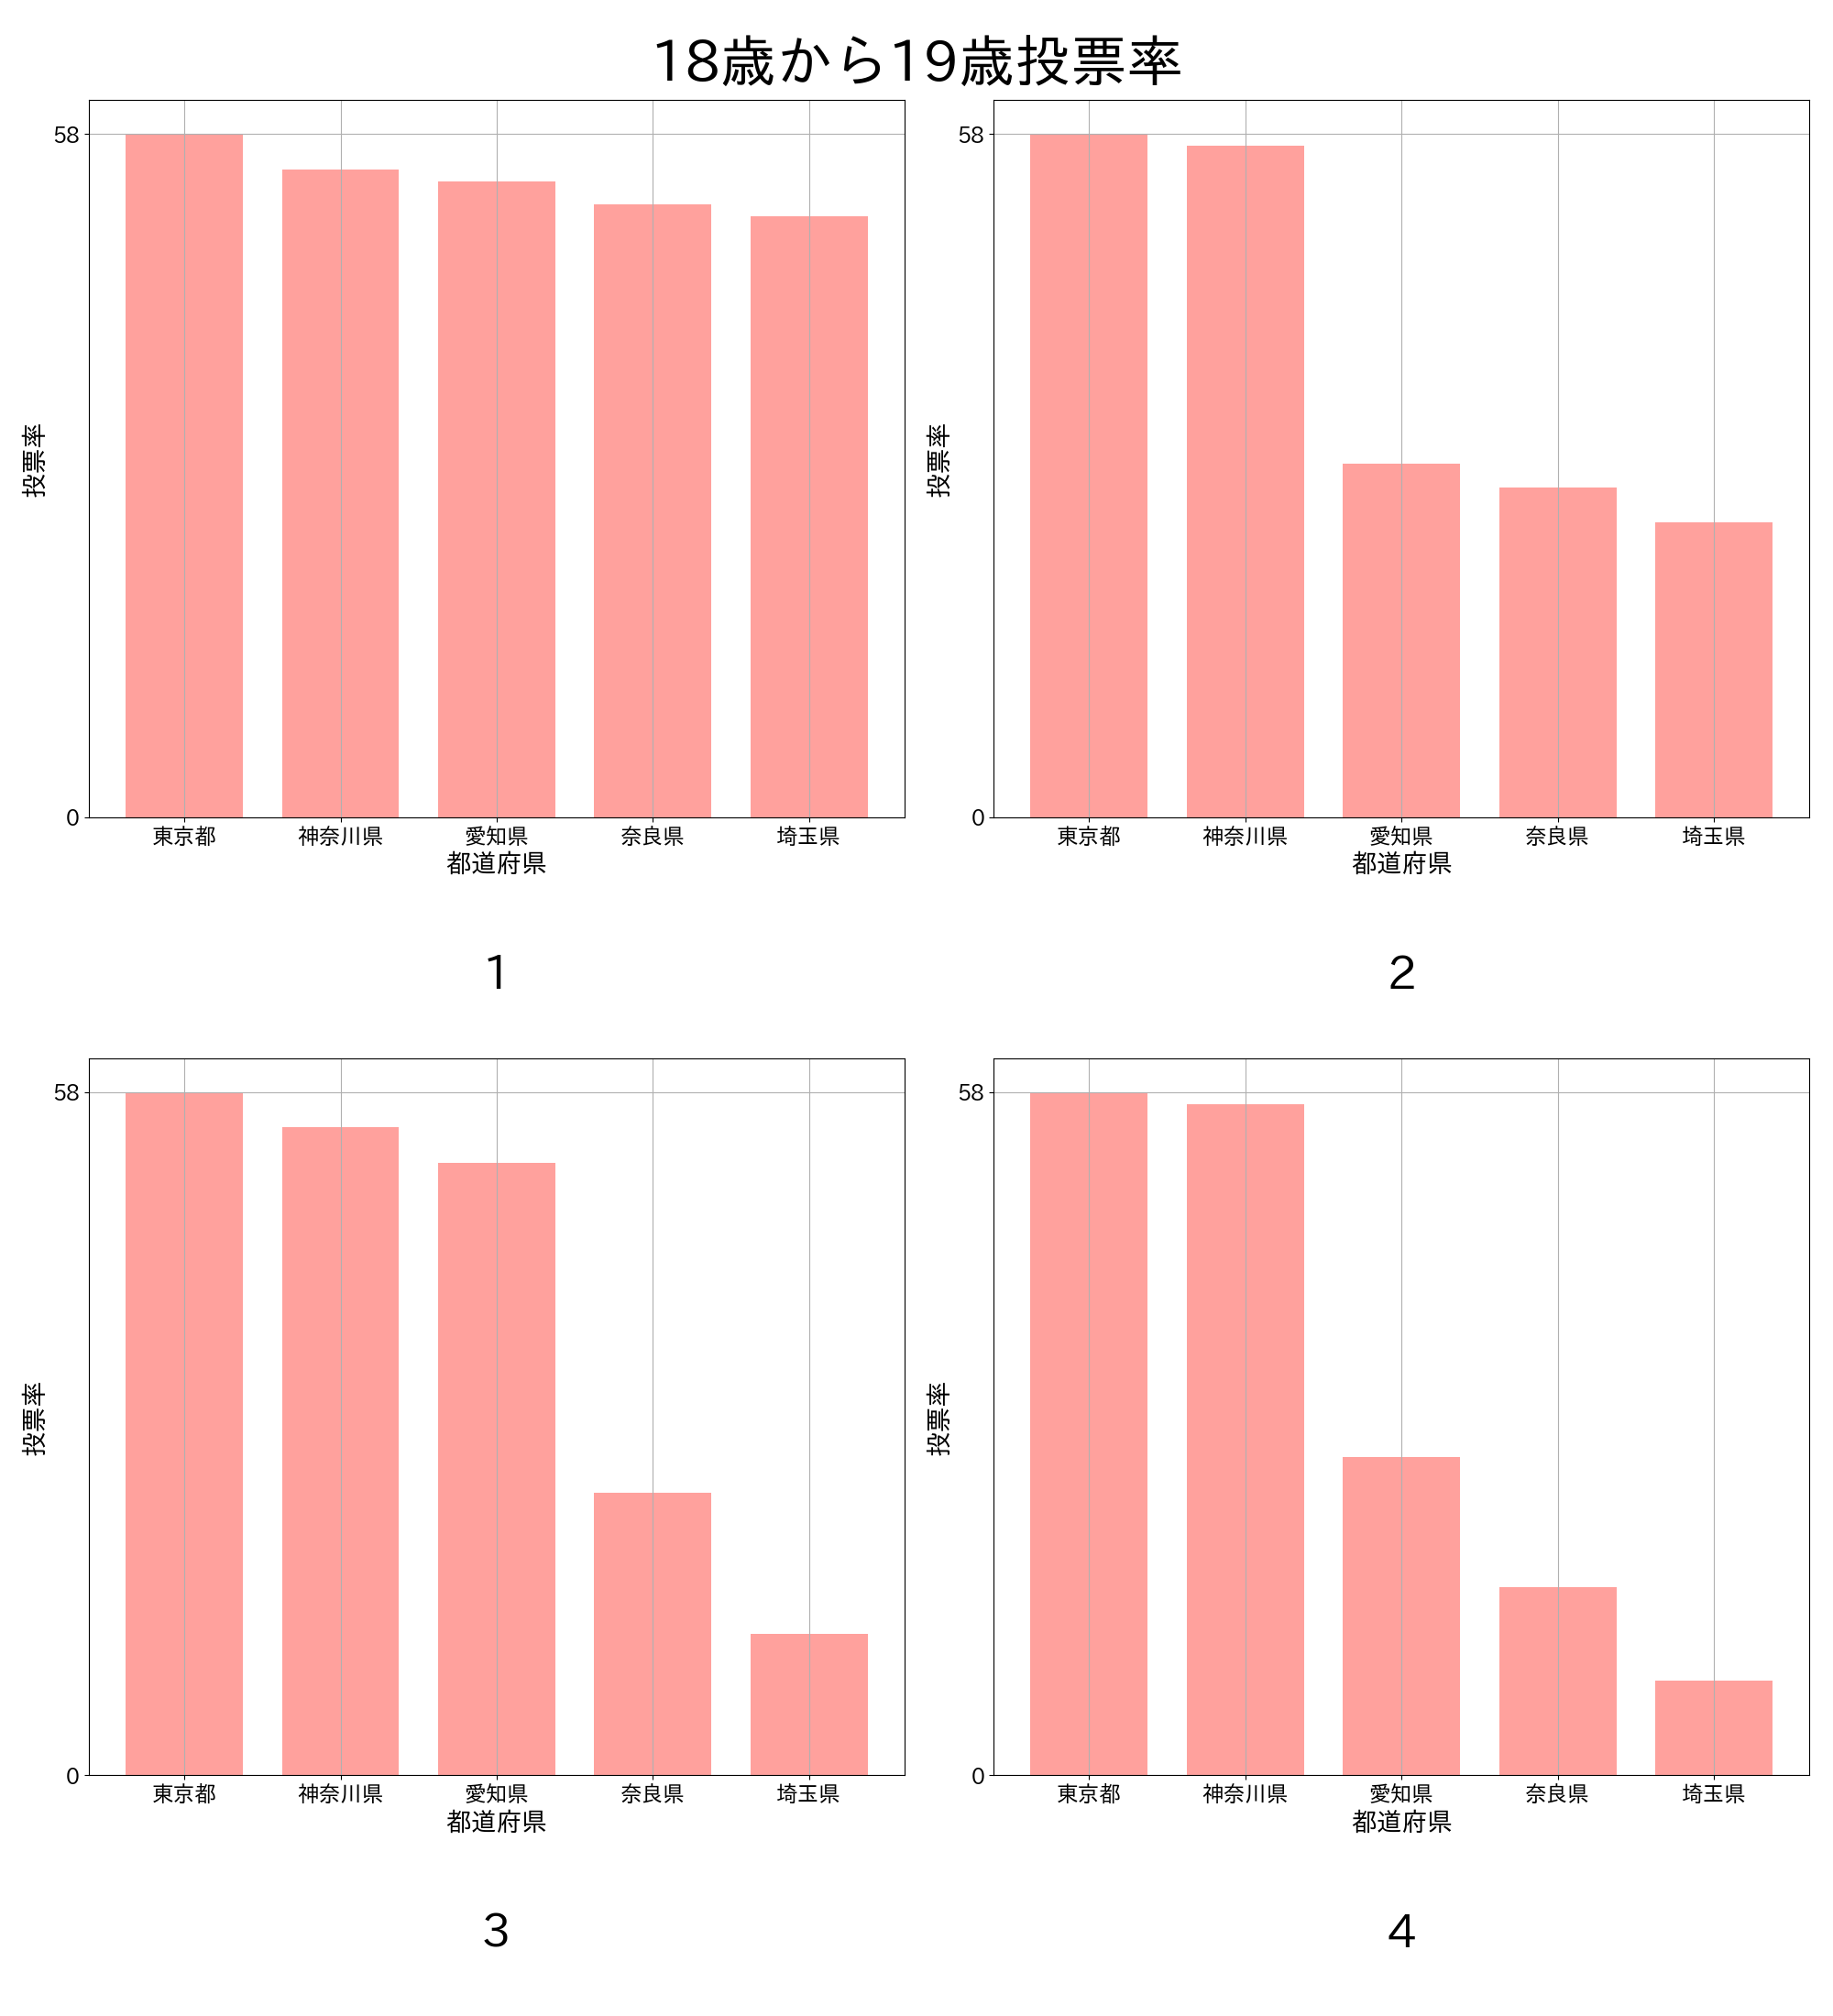 18歳から19歳投票率
58
0
投票率
東京都 神奈川県 愛知県 奈良県 埼玉県
都道府県
1
58
0
投票率
東京都 神奈川県 愛知県 奈良県 埼玉県
都道府県
2
58
0
投票率
東京都 神奈川県 愛知県 奈良県 埼玉県
都道府県
3
58
0
投票率
東京都 神奈川県 愛知県 奈良県 埼玉県
都道府県
4